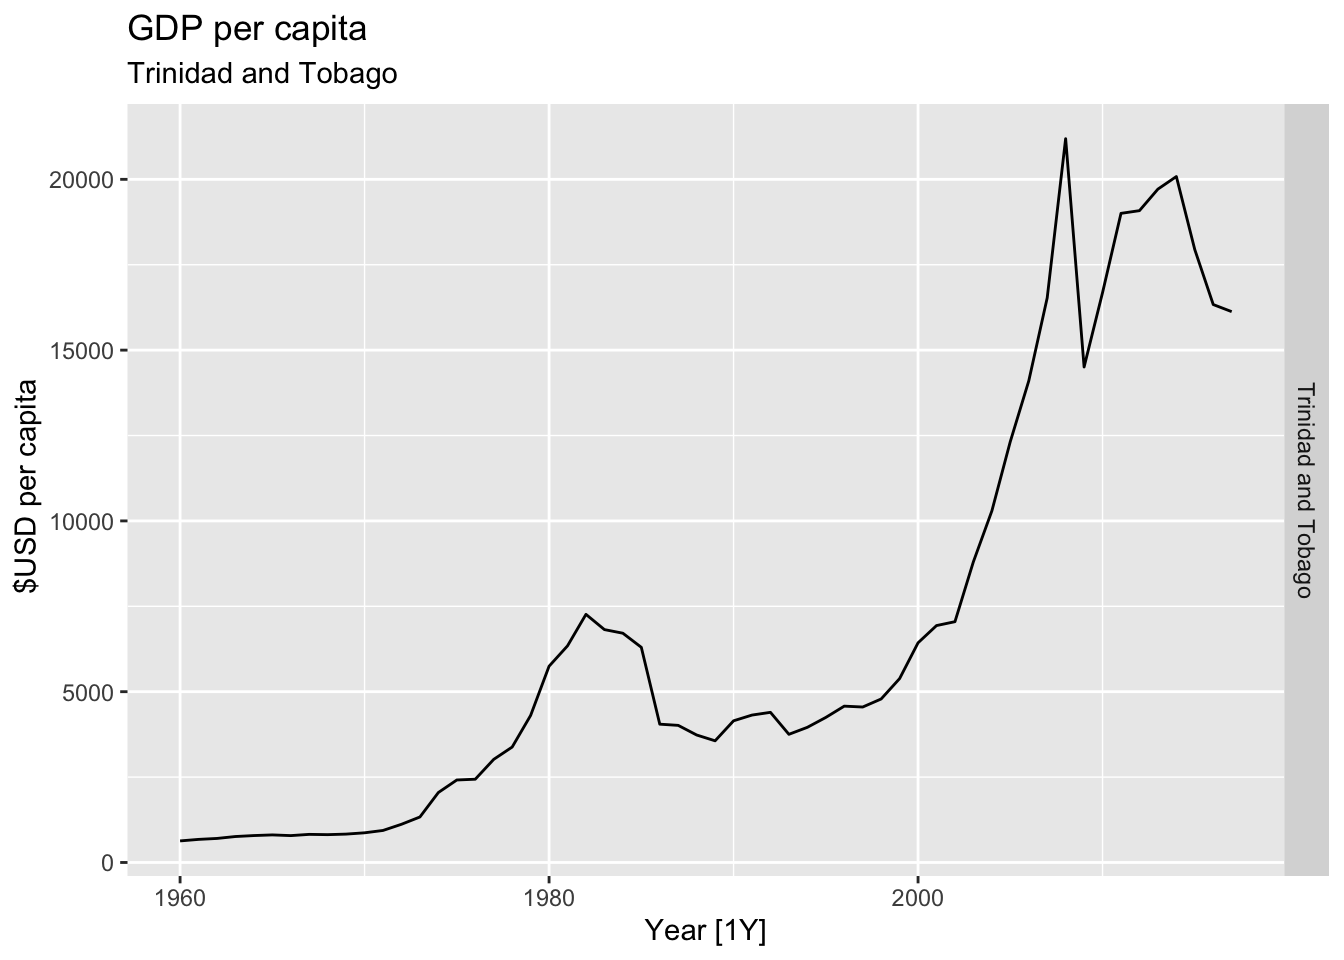 GDP per capita
Trinidad and Tobago
20000
15000
10000
5000
0
$USD per capita
Trinidad and Tobago
1960 1980 2000
Year [1Y]